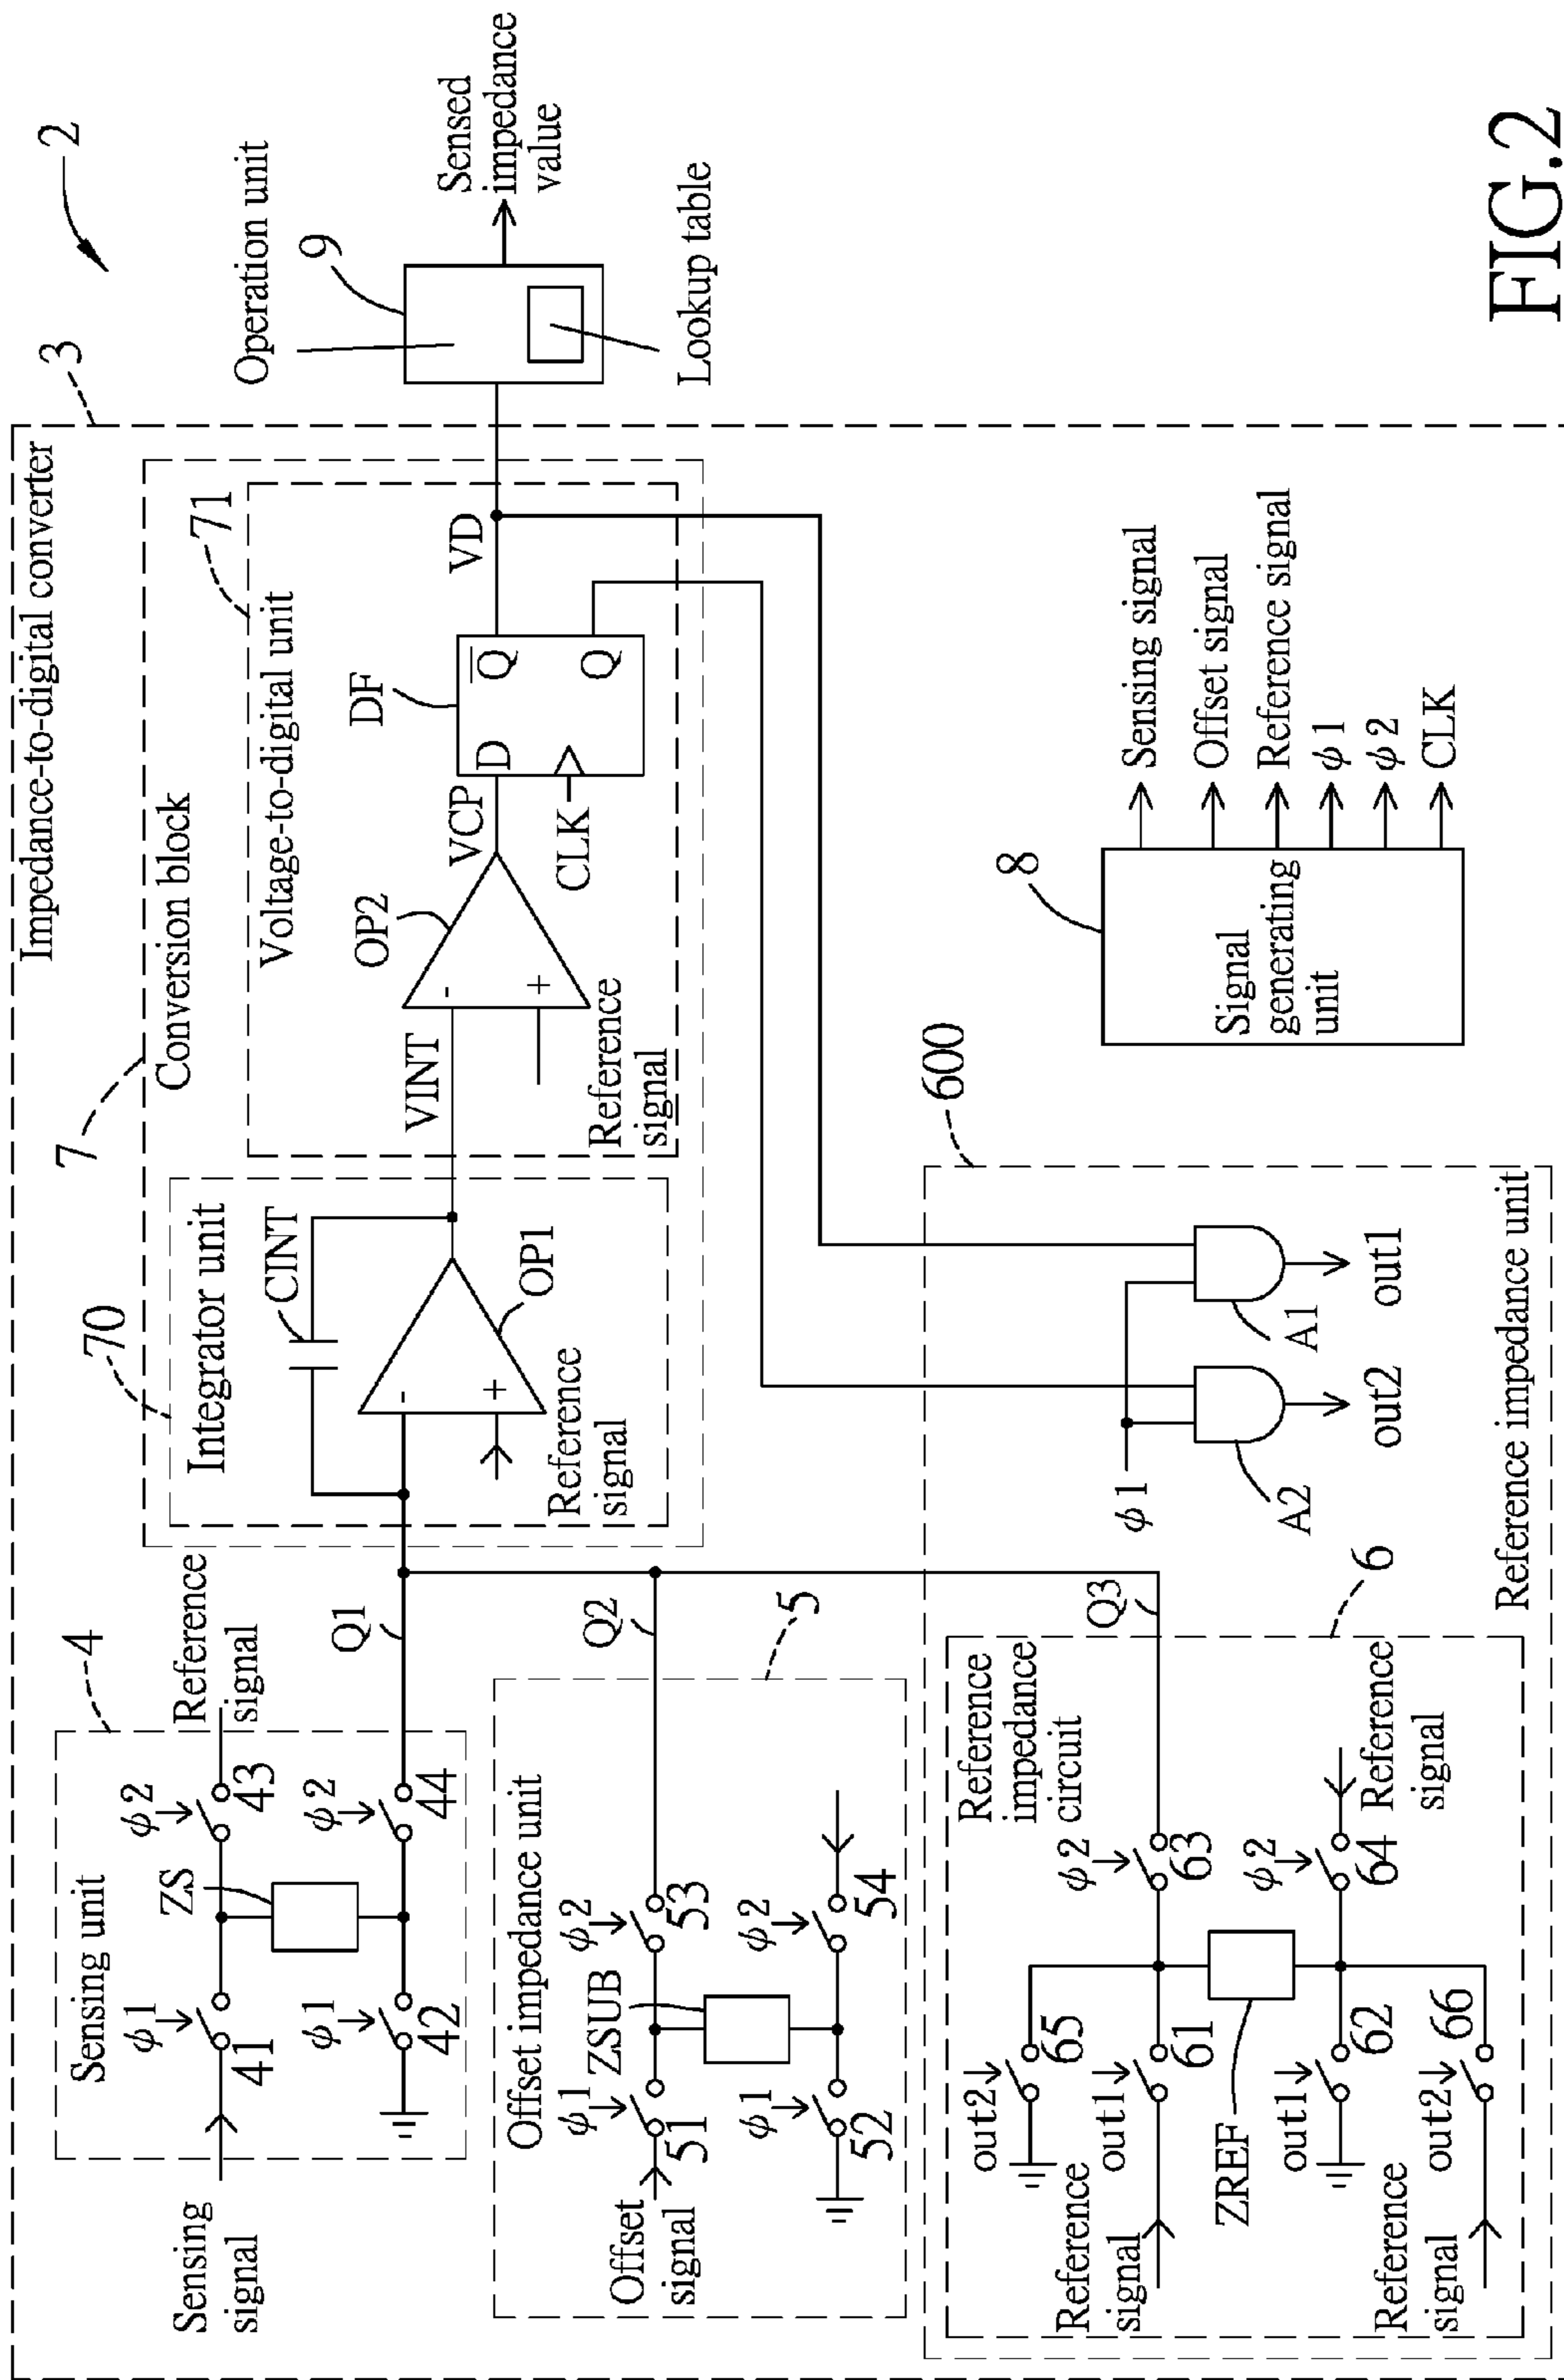 2
3
Impedance-to-digital converter
7
Conversion block
70
Integrator unit
CINT
OP1
Reference
signal
71
Voltage-to-digital unit
VINT
OP2
-
+
-
+
Reference
signal
VCP
CLK
DF
D
Q
Q
VD
Operation unit
9
Lookup table
Sensed
impedance
value
4
Sensing unit
Sensing
signal
ϕ1
41
ϕ1
42
ZS
ϕ2
43
ϕ2
44
Reference
signal
Q1
5
Offset impedance unit
Offset
signal
ϕ1
51
ϕ1
52
ZSUB
ϕ2
53
ϕ2
54
Q2
600
Reference impedance unit
6
Reference
impedance
circuit
out2
65
Reference
signal
out1
61
ZREF
out1
62
Reference
signal
out2
66
ϕ2
63
ϕ2
64
Reference
signal
Q3
ϕ1
A2
out2
A1
out1
8
Signal
generating
unit
Sensing signal
Offset signal
Reference signal
ϕ1
ϕ2
CLK
FIG.2